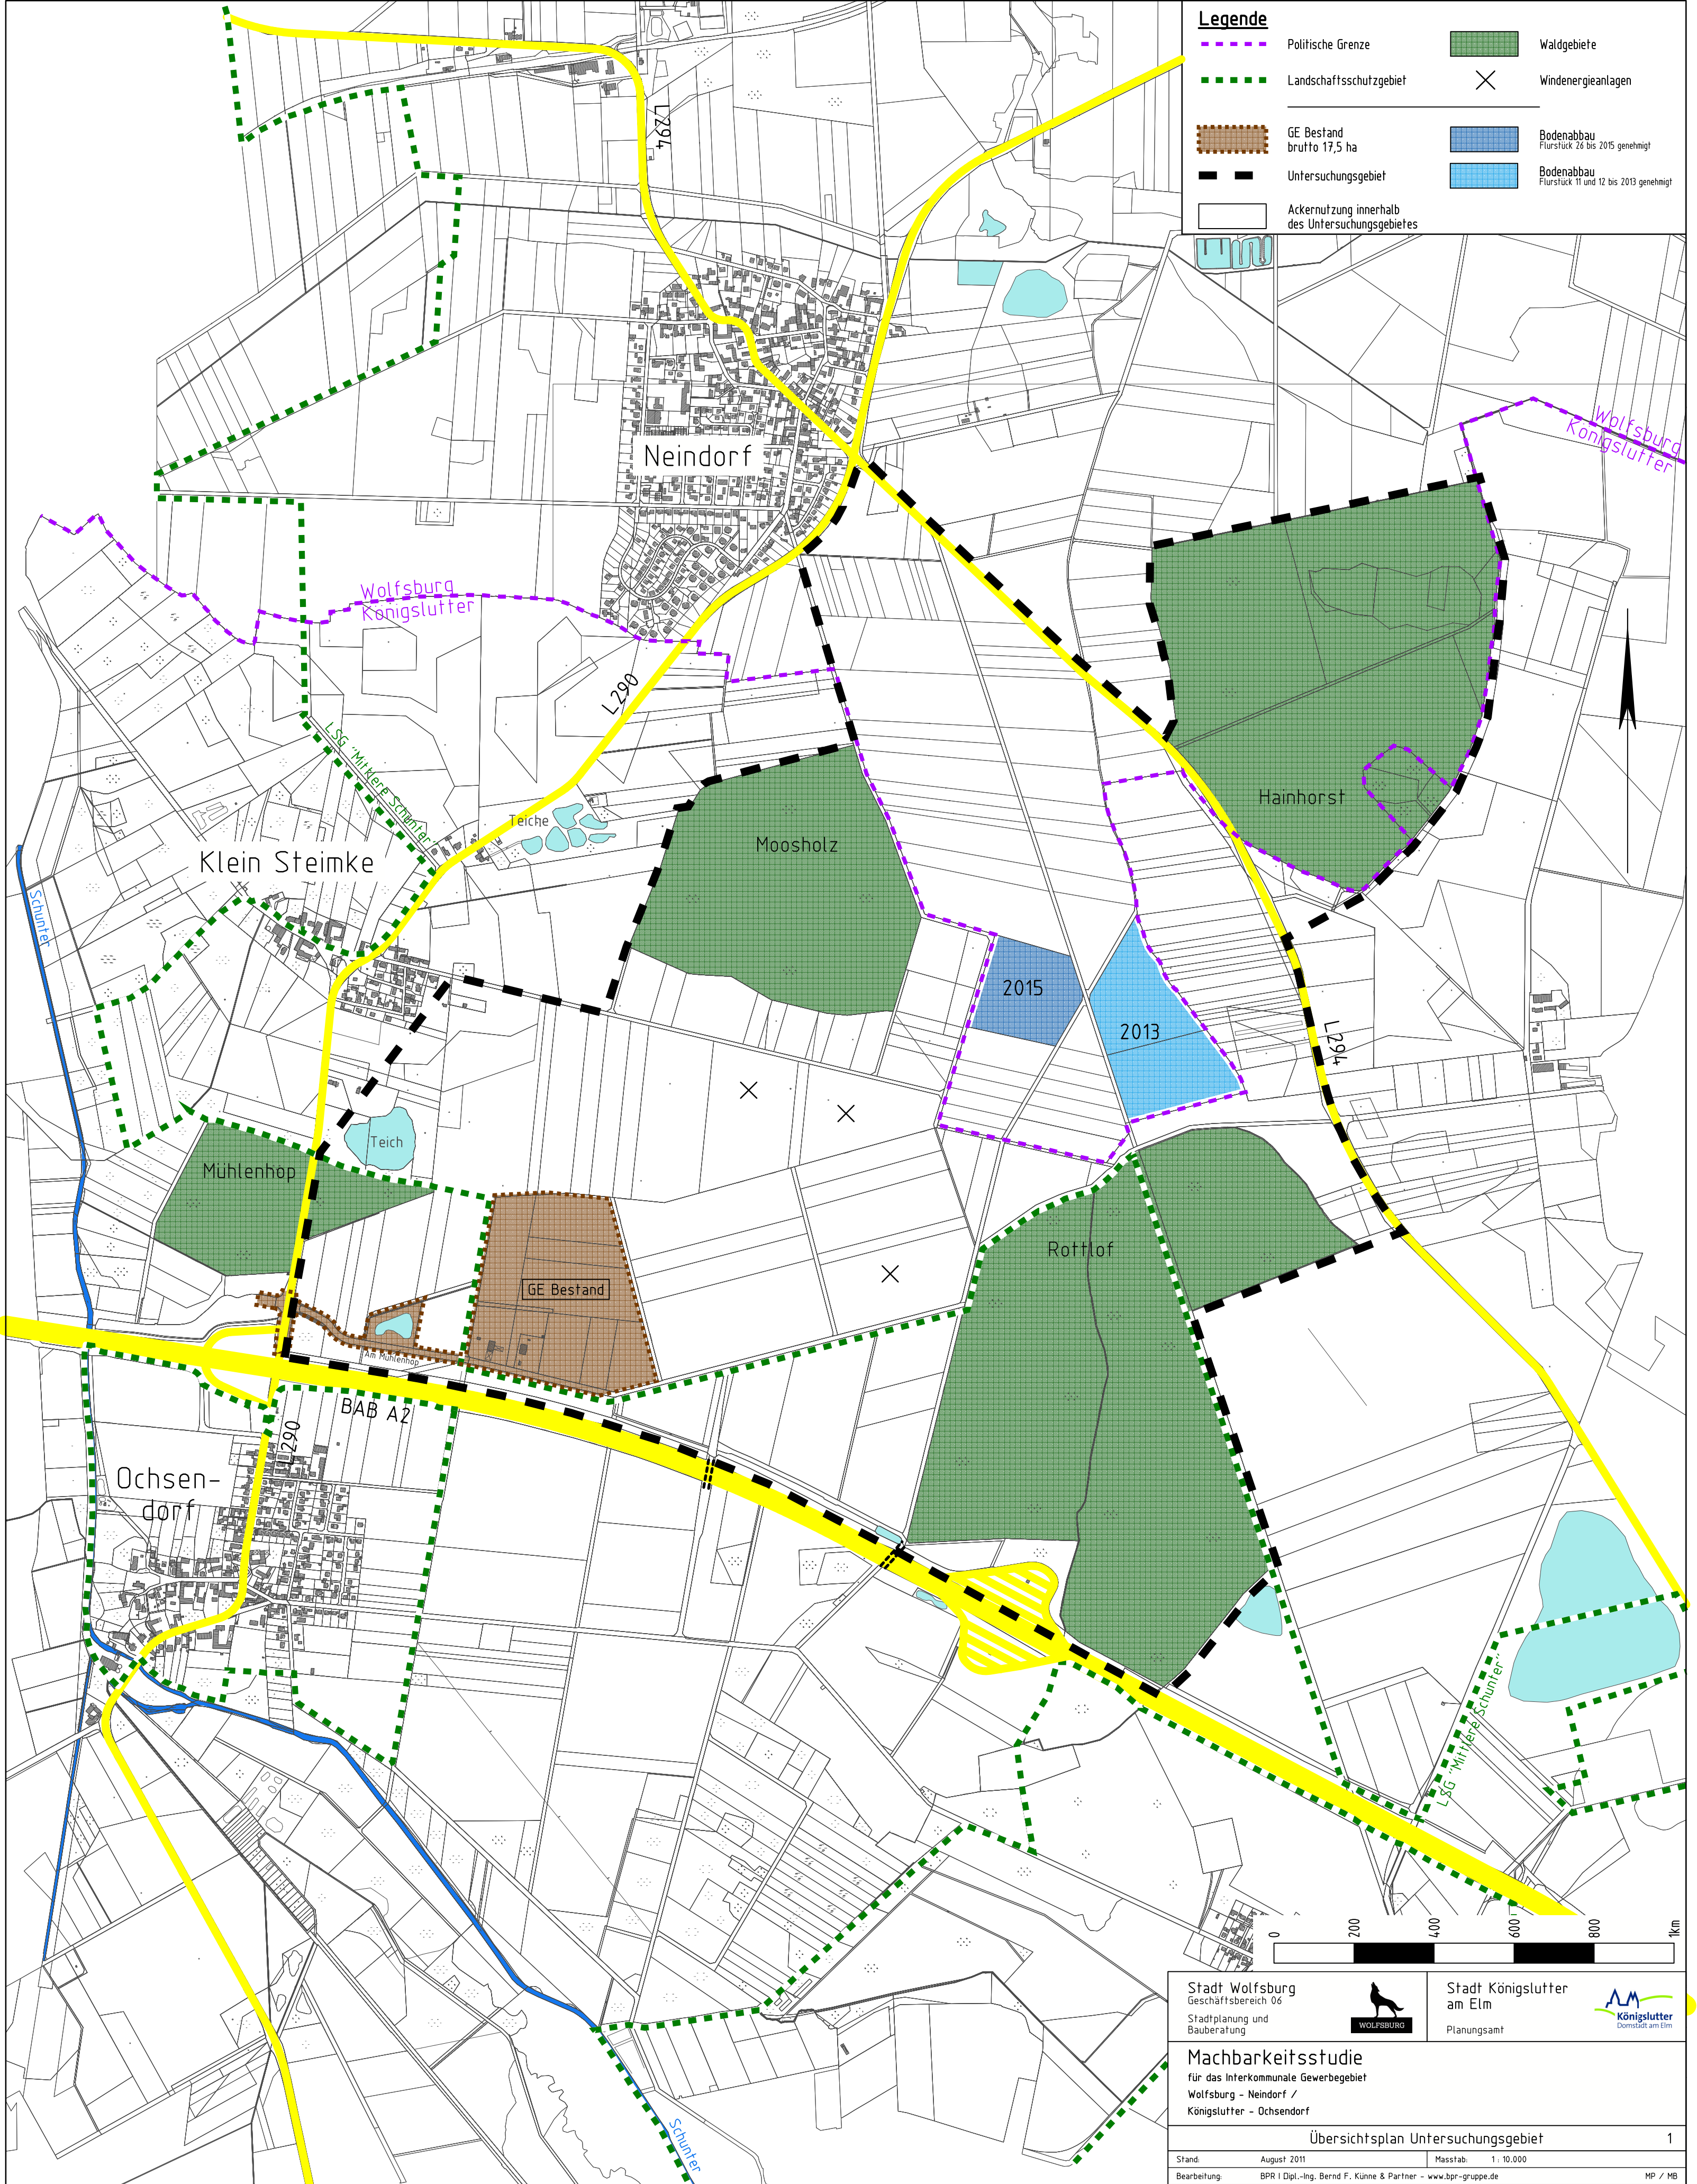 Legende
Politische Grenze
Waldgebiete
Landschaftsschutzgebiet
Windenergieanlagen
GE Bestand
brutto 17,5 ha
Bodenabbau
Flurstück 26 bis 2015 genehmigt
Untersuchungsgebiet
Bodenabbau
Flurstück 11 und 12 bis 2013 genehmigt
Ackernutzung innerhalb
des Untersuchungsgebietes
L294
Neindorf
Wolfsburg
Königslutter
Wolfsburg
Königslutter
L290
LSG "Mittlere Schunter"
Teiche
Hainhorst
Moosholz
Klein Steimke
Schunter
2015
2013
L294
Teich
Mühlenhop
Rottlof
GE Bestand
Am Mühlenhop
BAB A2
L290
Ochsen-
dorf
LSG "Mittlere Schunter"
Schunter
0
200
400
600
800
1km
Stadt Wolfsburg
Geschäftsbereich 06
Stadtplanung und
Bauberatung
WOLFSBURG
Stadt Königslutter
am Elm
Planungsamt
Königslutter
Domstadt am Elm
Machbarkeitsstudie
für das Interkommunale Gewerbegebiet
Wolfsburg - Neindorf /
Königslutter - Ochsendorf
Übersichtsplan Untersuchungsgebiet 1
Stand: August 2011 Masstab: 1: 10.000
Bearbeitung: BPR | Dipl.-Ing. Bernd F. Künne & Partner - www.bpr-gruppe.de MP / MB